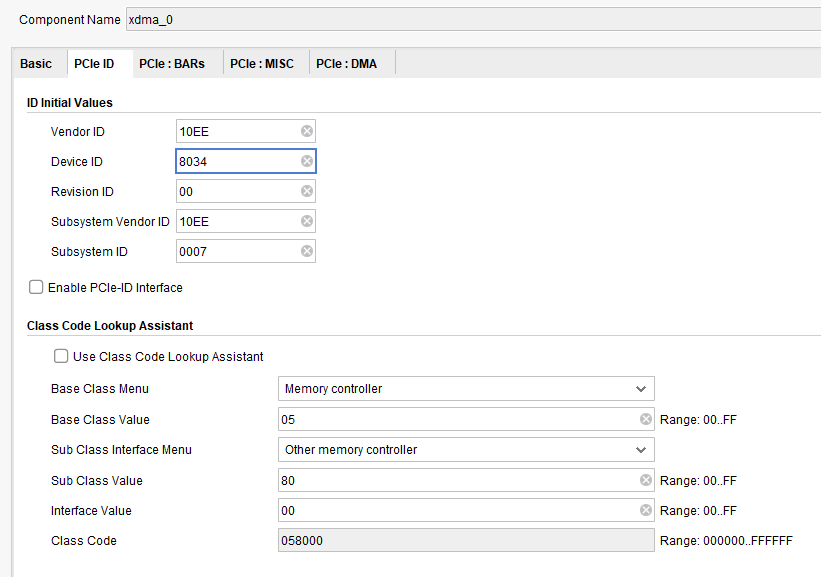 Component Name xdma_0
Basic PCIe ID PCIe : BARs PCIe : MISC PCIe : DMA
ID Initial Values
Vendor ID 10EE
Device ID 8034
Revision ID 00
Subsystem Vendor ID 10EE
Subsystem ID 0007
Enable PCIe-ID Interface
Class Code Lookup Assistant
Use Class Code Lookup Assistant
Base Class Menu Memory controller
Base Class Value 05 Range: 00..FF
Sub Class Interface Menu Other memory controller
Sub Class Value 80 Range: 00..FF
Interface Value 00 Range: 00..FF
Class Code 058000 Range: 000000..FFFFFF